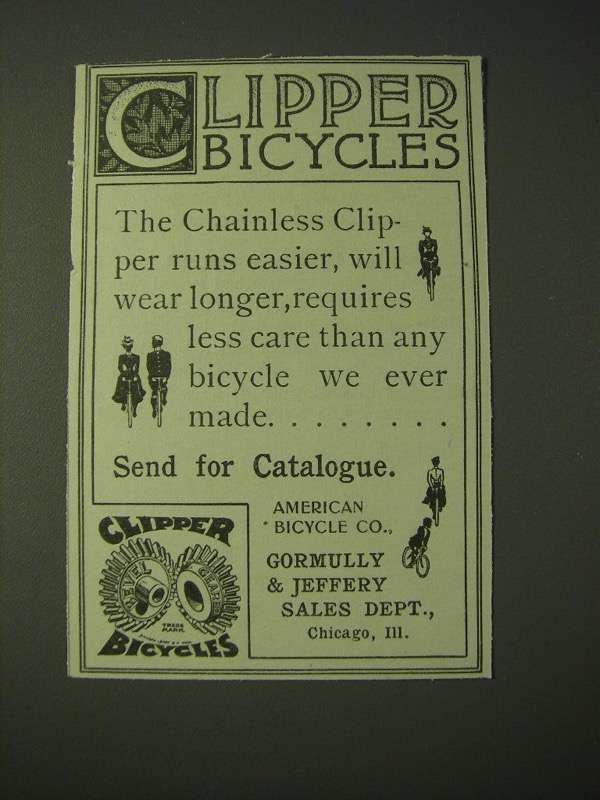 CLIPPER
BICYCLES
The Chainless Clip-
per runs easier, will
wear longer, requires
less care than any
bicycle we ever
made. . . . . . . .
Send for Catalogue.
AMERICAN
BICYCLE CO.,
GORMULLY
& JEFFERY
SALES DEPT.,
Chicago, Ill.
CLIPPER
BEVEL GEAR
TRADE
MARK
BICYCLES